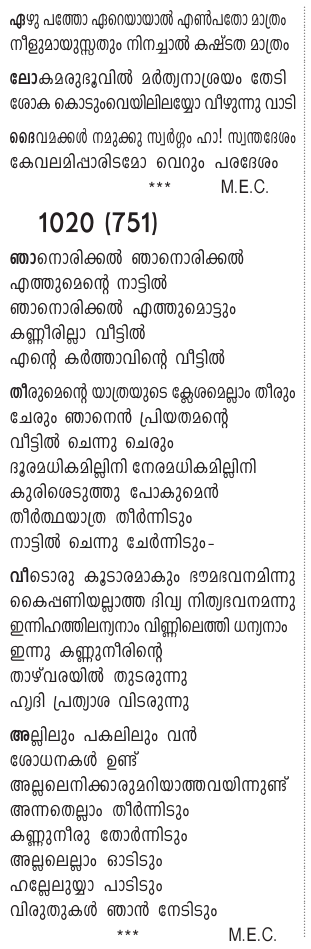 ഏഴു പത്തോ ഏറെയായാൽ എൺപതോ മാത്രം
നീളുമായുസ്സതും നിനച്ചാൽ കഷ്ടത മാത്രം
ലോകമരുഭൂവിൽ മർത്യനാശ്രയം തേടി
ശോക കൊടുംവെയിലിലയ്യോ വീഴുന്നു വാടി
ദൈവമക്കൾ നമുക്കു സ്വർഗ്ഗം ഹാ! സ്വന്തദേശം
കേവലമിപ്പാരിടമോ വെറും പരദേശം
*** M.E.C.
1020 (751)
ഞാനൊരിക്കൽ ഞാനൊരിക്കൽ
എത്തുമെന്റെ നാട്ടിൽ
ഞാനൊരിക്കൽ എത്തുമൊട്ടും
കണ്ണീരില്ലാ വീട്ടിൽ
എന്റെ കർത്താവിന്റെ വീട്ടിൽ
തീരുമെന്റെ യാത്രയുടെ ക്ലേശമെല്ലാം തീരും
ചേരും ഞാനെൻ പ്രിയതമന്റെ
വീട്ടിൽ ചെന്നു ചെരും
ദൂരമധികമില്ലിനി നേരമധികമില്ലിനി
കുരിശെടുത്തു പോകുമെൻ
തീർത്ഥയാത്ര തീർന്നിടും
നാട്ടിൽ ചെന്നു ചേർന്നിടും-
വീടൊരു കൂടാരമാകും ഭൗമഭവനമിന്നു
കൈപ്പണിയല്ലാത്ത ദിവ്യ നിത്യഭവനമന്നു
ഇന്നിഹത്തിലന്യനാം വിണ്ണിലെത്തി ധന്യനാം
ഇന്നു കണ്ണുനീരിന്റെ
താഴ്‌വരയിൽ തുടരുന്നു
ഹൃദി പ്രത്യാശ വിടരുന്നു
അല്ലിലും പകലിലും വൻ
ശോധനകൾ ഉണ്ട്
അല്ലലെനിക്കാരുമറിയാത്തവയിന്നുണ്ട്
അന്നതെല്ലാം തീർന്നിടും
കണ്ണുനീരു തോർന്നിടും
അല്ലലെല്ലാം ഓടിടും
ഹല്ലേലുയ്യാ പാടിടും
വിരുതുകൾ ഞാൻ നേടിടും
*** M.E.C.